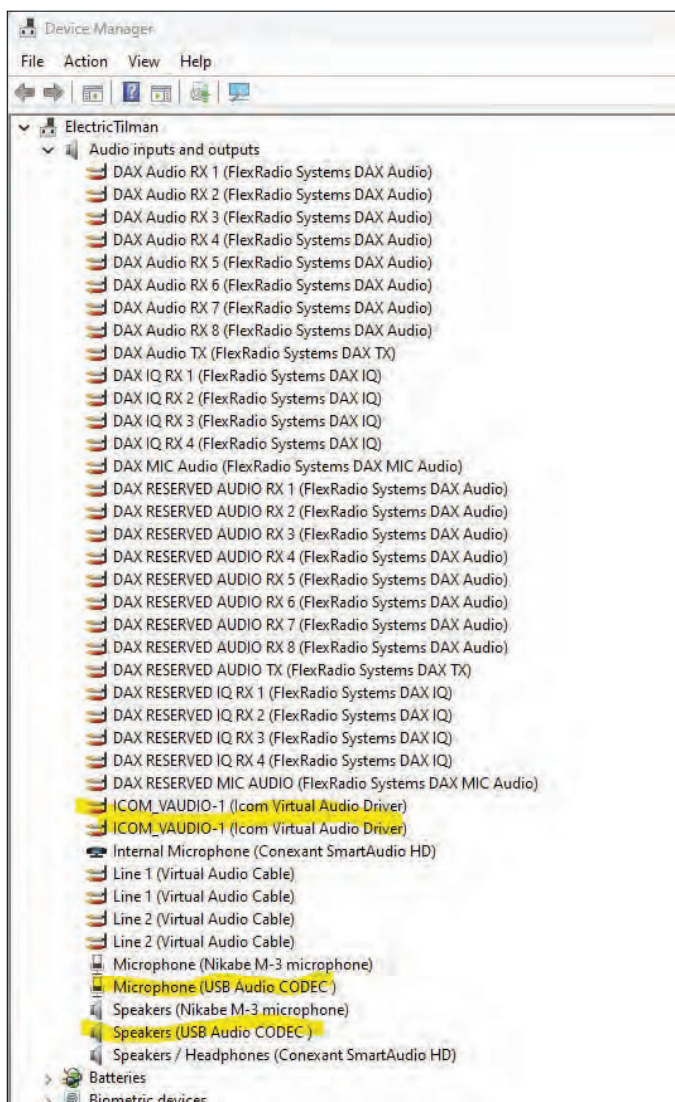 Device Manager
File Action View Help
ElectricTilman
Audio inputs and outputs
DAX Audio RX 1 (FlexRadio Systems DAX Audio)
DAX Audio RX 2 (FlexRadio Systems DAX Audio)
DAX Audio RX 3 (FlexRadio Systems DAX Audio)
DAX Audio RX 4 (FlexRadio Systems DAX Audio)
DAX Audio RX 5 (FlexRadio Systems DAX Audio)
DAX Audio RX 6 (FlexRadio Systems DAX Audio)
DAX Audio RX 7 (FlexRadio Systems DAX Audio)
DAX Audio RX 8 (FlexRadio Systems DAX Audio)
DAX Audio TX (FlexRadio Systems DAX TX)
DAX IQ RX 1 (FlexRadio Systems DAX IQ)
DAX IQ RX 2 (FlexRadio Systems DAX IQ)
DAX IQ RX 3 (FlexRadio Systems DAX IQ)
DAX IQ RX 4 (FlexRadio Systems DAX IQ)
DAX MIC Audio (FlexRadio Systems DAX MIC Audio)
DAX RESERVED AUDIO RX 1 (FlexRadio Systems DAX Audio)
DAX RESERVED AUDIO RX 2 (FlexRadio Systems DAX Audio)
DAX RESERVED AUDIO RX 3 (FlexRadio Systems DAX Audio)
DAX RESERVED AUDIO RX 4 (FlexRadio Systems DAX Audio)
DAX RESERVED AUDIO RX 5 (FlexRadio Systems DAX Audio)
DAX RESERVED AUDIO RX 6 (FlexRadio Systems DAX Audio)
DAX RESERVED AUDIO RX 7 (FlexRadio Systems DAX Audio)
DAX RESERVED AUDIO RX 8 (FlexRadio Systems DAX Audio)
DAX RESERVED AUDIO TX (FlexRadio Systems DAX TX)
DAX RESERVED IQ RX 1 (FlexRadio Systems DAX IQ)
DAX RESERVED IQ RX 2 (FlexRadio Systems DAX IQ)
DAX RESERVED IQ RX 3 (FlexRadio Systems DAX IQ)
DAX RESERVED IQ RX 4 (FlexRadio Systems DAX IQ)
DAX RESERVED MIC AUDIO (FlexRadio Systems DAX MIC Audio)
ICOM_VAUDIO-1 (Icom Virtual Audio Driver)
ICOM_VAUDIO-1 (Icom Virtual Audio Driver)
Internal Microphone (Conexant SmartAudio HD)
Line 1 (Virtual Audio Cable)
Line 1 (Virtual Audio Cable)
Line 2 (Virtual Audio Cable)
Line 2 (Virtual Audio Cable)
Microphone (Nikabe M-3 microphone)
Microphone (USB Audio CODEC )
Speakers (Nikabe M-3 microphone)
Speakers (USB Audio CODEC )
Speakers / Headphones (Conexant SmartAudio HD)
Batteries
Biometric devices